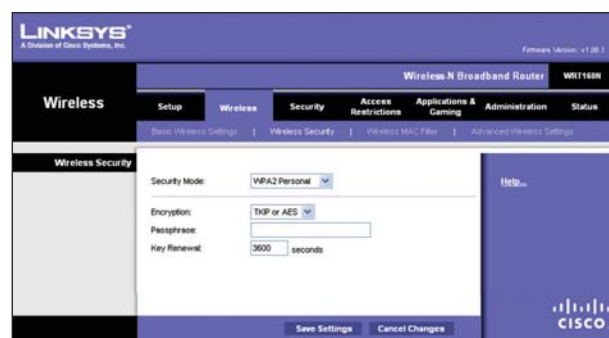 LINKSYS®
A Division of Cisco Systems, Inc.
Firmware Version: v1.00.1
Wireless-N Broadband Router WRT160N
Wireless
Setup Wireless Security Access Restrictions Applications & Gaming Administration Status
Basic Wireless Settings | Wireless Security | Wireless MAC Filter | Advanced Wireless Settings
Wireless Security
Security Mode: WPA2 Personal
Help...
Encryption: TKIP or AES
Passphrase:
Key Renewal: 3600 seconds
Save Settings Cancel Changes
CISCO